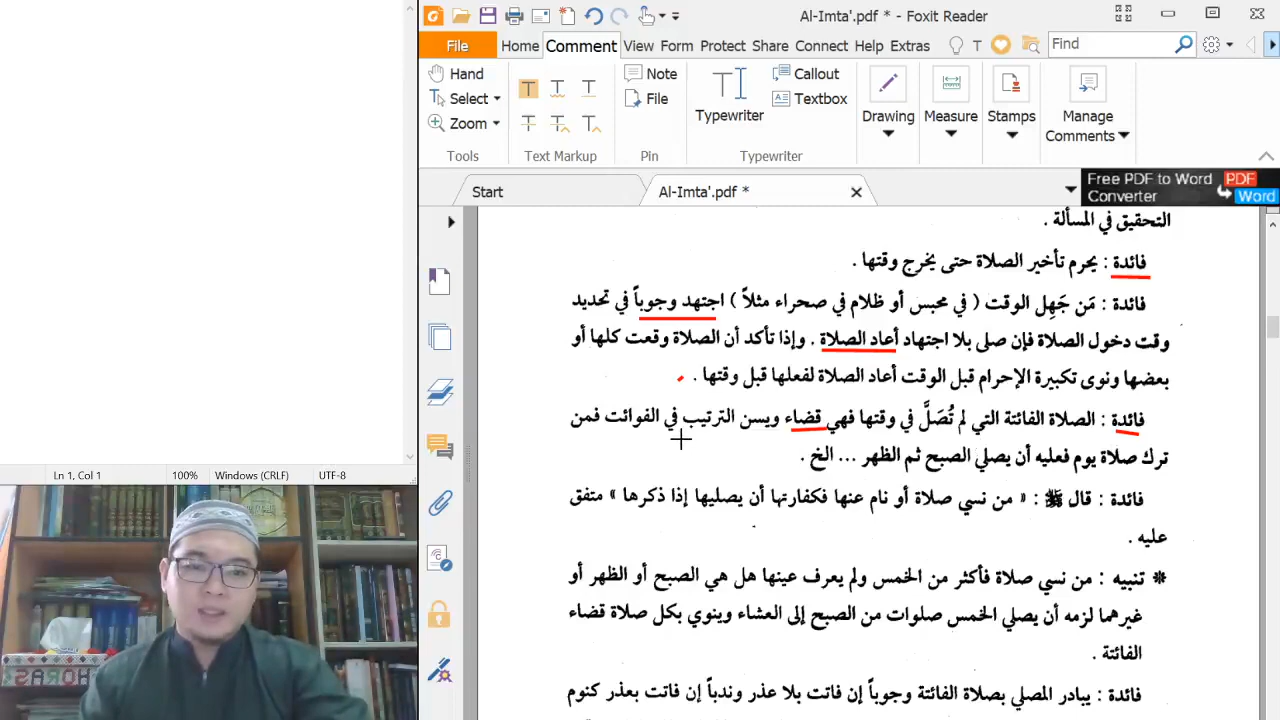 Al-Imta'.pdf * - Foxit Reader
File Home Comment View Form Protect Share Connect Help Extras Find
Hand Note Callout
Select File Typewriter Textbox Drawing Measure Stamps Manage Comments
Zoom
Tools Text Markup Pin Typewriter
Start Al-Imta'.pdf * Free PDF to Word Converter PDF Word
التحقيق في المسألة .
فائدة : يحرم تأخير الصلاة حتى يخرج وقتها .
فائدة : مَن جَهِل الوقت ( في محبس أو ظلام في صحراء مثلاً ) اجتهد وجوباً في تحديد
وقت دخول الصلاة فإن صلى بلا اجتهاد أعاد الصلاة . وإذا تأكد أن الصلاة وقعت كلها أو
بعضها ونوى تكبيرة الإحرام قبل الوقت أعاد الصلاة لفعلها قبل وقتها .
فائدة : الصلاة الفائتة التي لم تُصَلَّ في وقتها فهي قضاء ويسن الترتيب في الفوائت فمن
ترك صلاة يوم فعليه أن يصلي الصبح ثم الظهر ... الخ .
فائدة : قال ﷺ : « من نسي صلاة أو نام عنها فكفارتها أن يصليها إذا ذكرها » متفق
عليه .
* تنبيه : من نسي صلاة فأكثر من الخمس ولم يعرف عينها هل هي الصبح أو الظهر أو
غيرهما لزمه أن يصلي الخمس صلوات من الصبح إلى العشاء وينوي بكل صلاة قضاء
الفائتة .
فائدة : يبادر المصلي بصلاة الفائتة وجوباً إن فاتت بلا عذر وندباً إن فاتت بعذر كنوم
Ln 1, Col 1 100% Windows (CRLF) UTF-8
HORAS